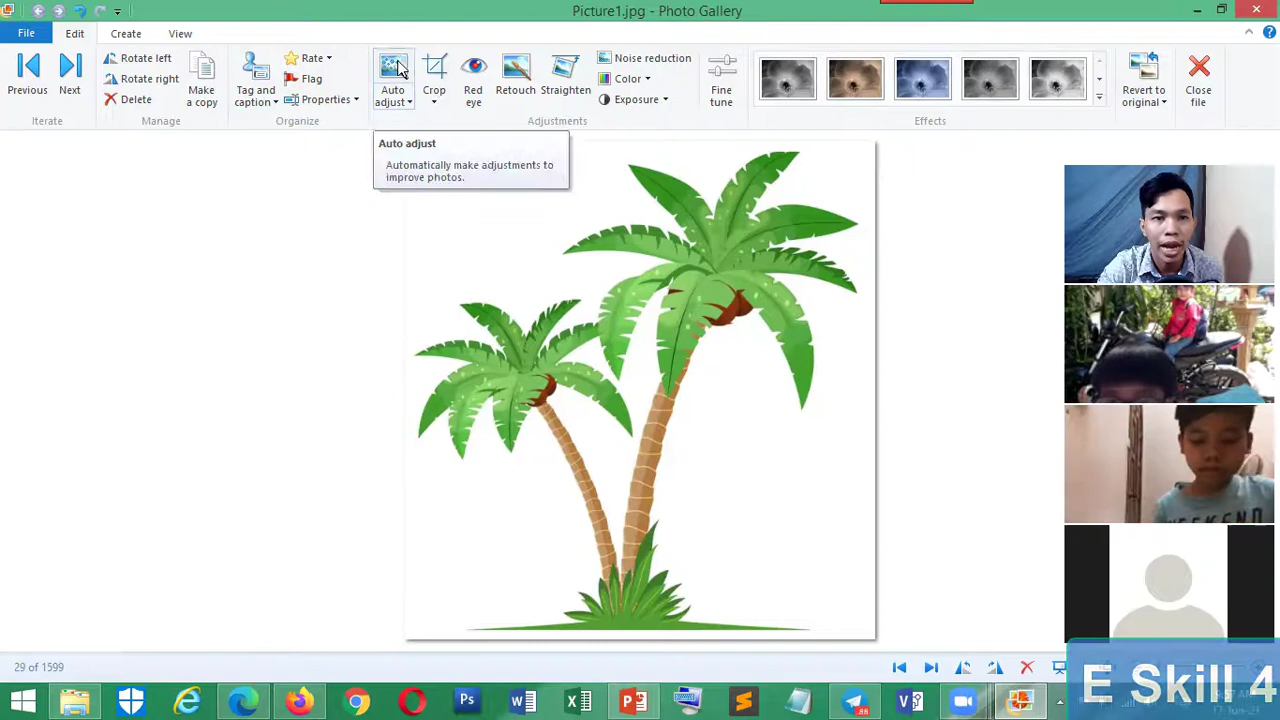 Picture1.jpg - Photo Gallery
File Edit Create View
Previous Next
Iterate
Rotate left
Rotate right
Delete
Make a copy
Manage
Tag and caption
Rate
Flag
Properties
Organize
Auto adjust
Crop
Red eye
Retouch
Straighten
Noise reduction
Color
Exposure
Adjustments
Fine tune
Effects
Revert to original
Close file
Auto adjust
Automatically make adjustments to
improve photos.
WEEKEND
29 of 1599
E Skill 4